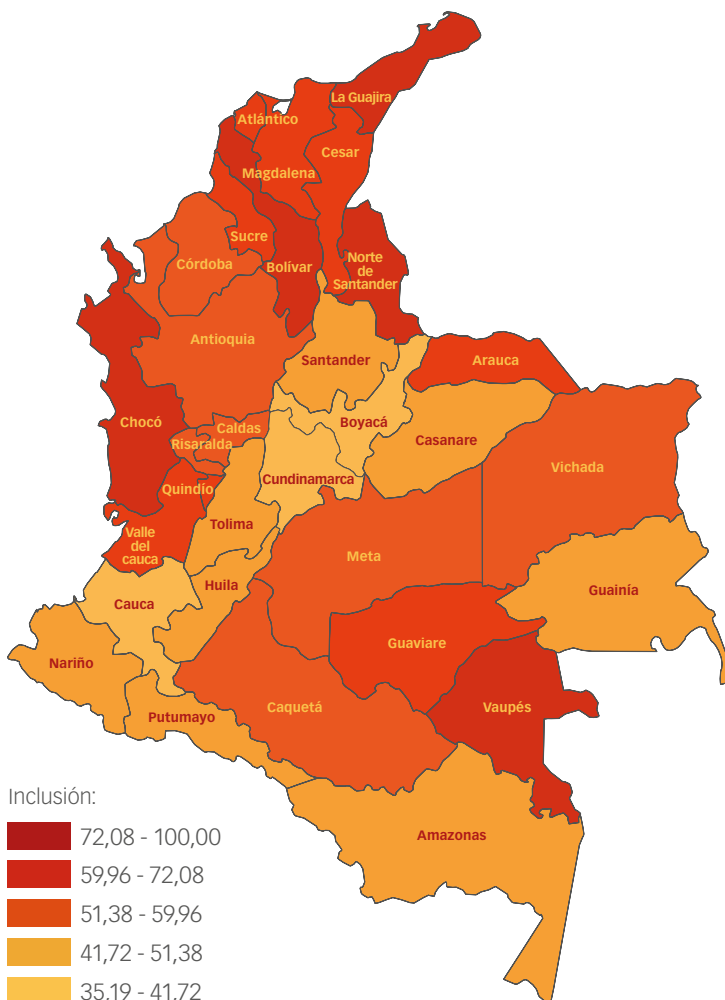 La Guajira
Atlántico
Cesar
Magdalena
Sucre
Norte
de
Santander
Córdoba
Bolívar
Antioquia
Santander
Arauca
Chocó
Boyacá
Caldas
Casanare
Risaralda
Vichada
Cundinamarca
Quindío
Tolima
Valle
del
cauca
Meta
Huila
Guainía
Cauca
Guaviare
Nariño
Caquetá
Vaupés
Putumayo
Amazonas
Inclusión:
72,08 - 100,00
59,96 - 72,08
51,38 - 59,96
41,72 - 51,38
35,19 - 41,72